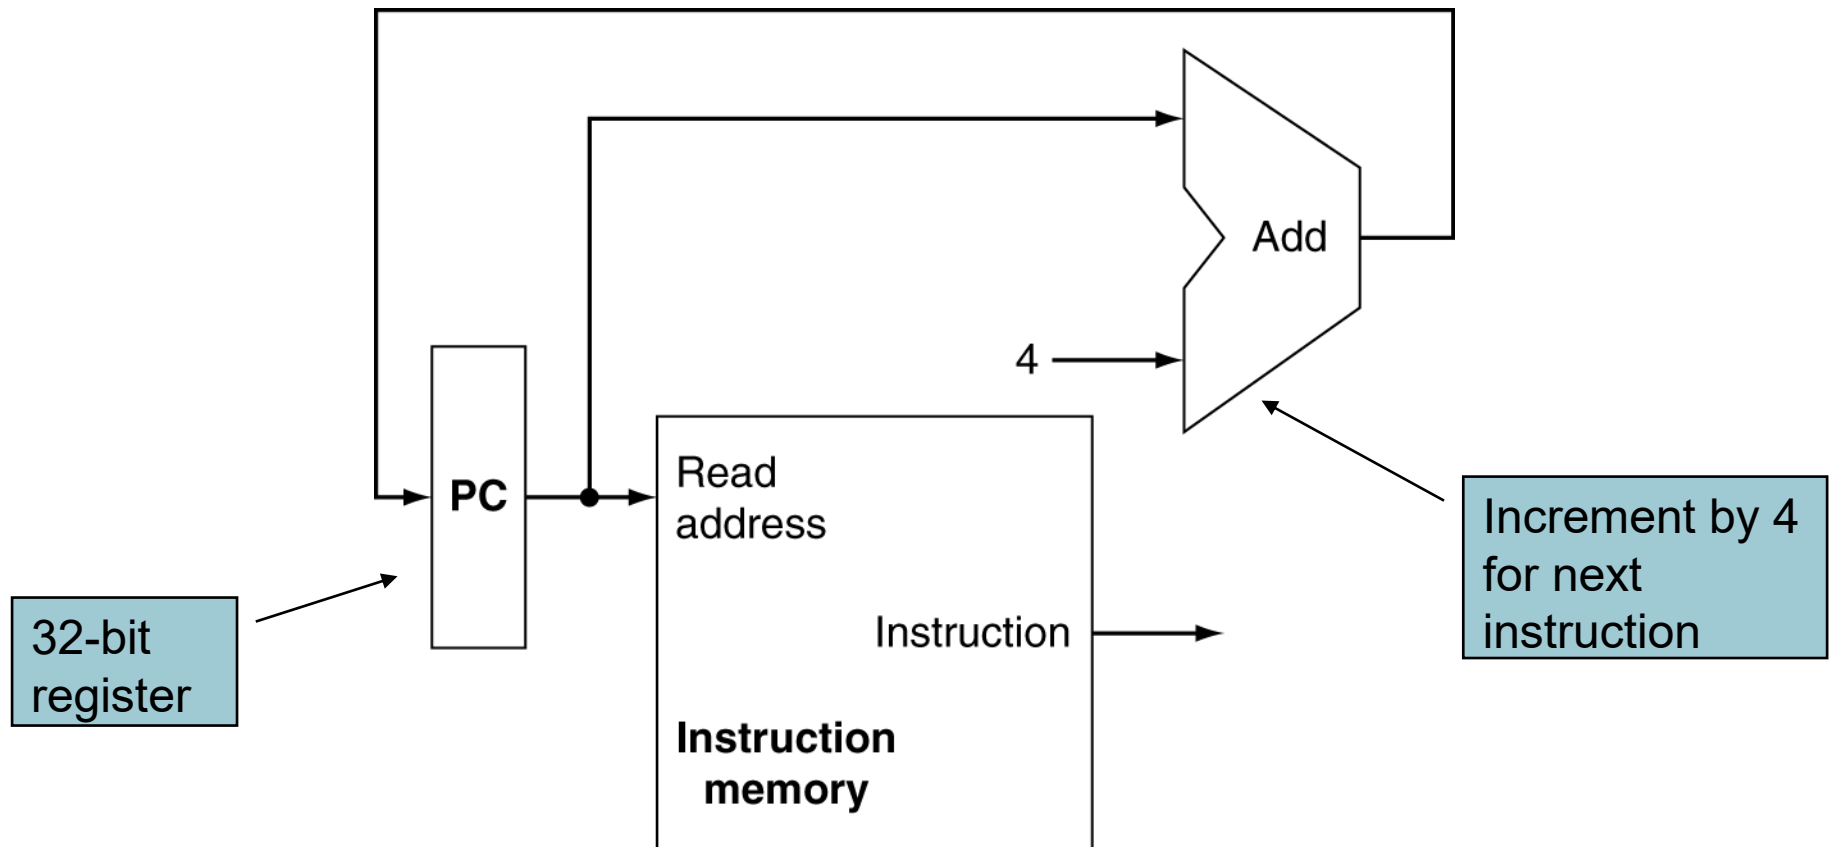 Add
4
PC
Read
address
Increment by 4
for next
instruction
32-bit
register
Instruction
Instruction
memory